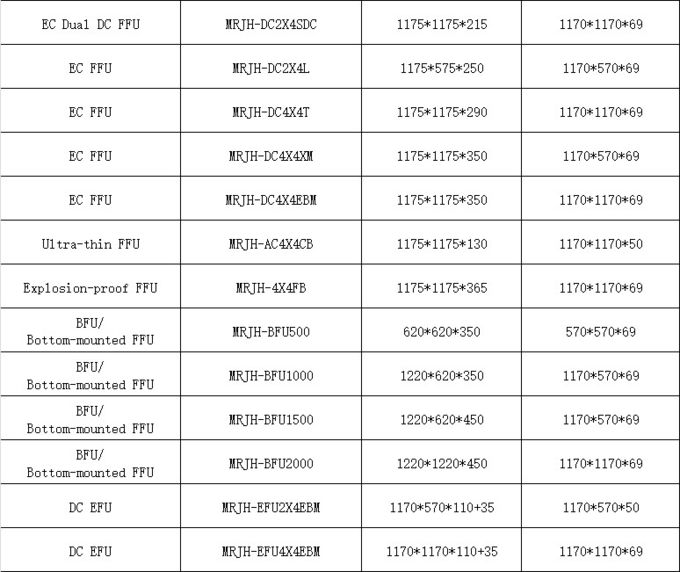 EC Dual DC FFU MRJH-DC2X4SDC 1175*1175*215 1170*1170*69
EC FFU MRJH-DC2X4L 1175*575*250 1170*570*69
EC FFU MRJH-DC4X4T 1175*1175*290 1170*1170*69
EC FFU MRJH-DC4X4XM 1175*1175*350 1170*570*69
EC FFU MRJH-DC4X4EBM 1175*1175*350 1170*1170*69
Ultra-thin FFU MRJH-AC4X4CB 1175*1175*130 1170*1170*50
Explosion-proof FFU MRJH-4X4FB 1175*1175*365 1170*1170*69
BFU/
Bottom-mounted FFU MRJH-BFU500 620*620*350 570*570*69
BFU/
Bottom-mounted FFU MRJH-BFU1000 1220*620*350 1170*570*69
BFU/
Bottom-mounted FFU MRJH-BFU1500 1220*620*450 1170*570*69
BFU/
Bottom-mounted FFU MRJH-BFU2000 1220*1220*450 1170*1170*69
DC EFU MRJH-EFU2X4EBM 1170*570*110+35 1170*570*50
DC EFU MRJH-EFU4X4EBM 1170*1170*110+35 1170*1170*69